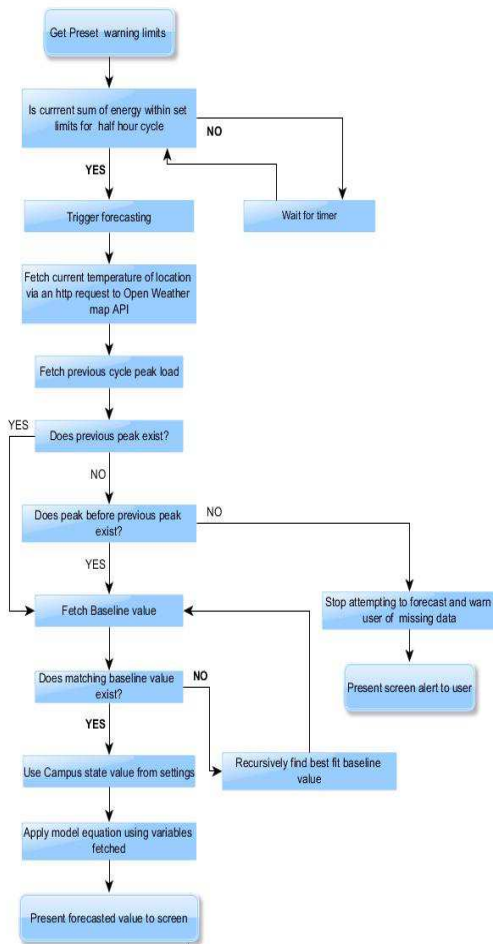 Get Preset warning limits
Is currrent sum of energy within set
limits for half hour cycle
NO
YES
Trigger forecasting
Wait for timer
Fetch current temperature of location
via an http request to Open Weather
map API
Fetch previous cycle peak load
YES
Does previous peak exist?
NO
Does peak before previous peak
exist?
NO
YES
Fetch Baseline value
Stop attempting to forecast and warn
user of missing data
Does matching baseline value
exist?
NO
Present screen alert to user
YES
Use Campus state value from settings
Recursively find best fit baseline
value
Apply model equation using variables
fetched
Present forecasted value to screen